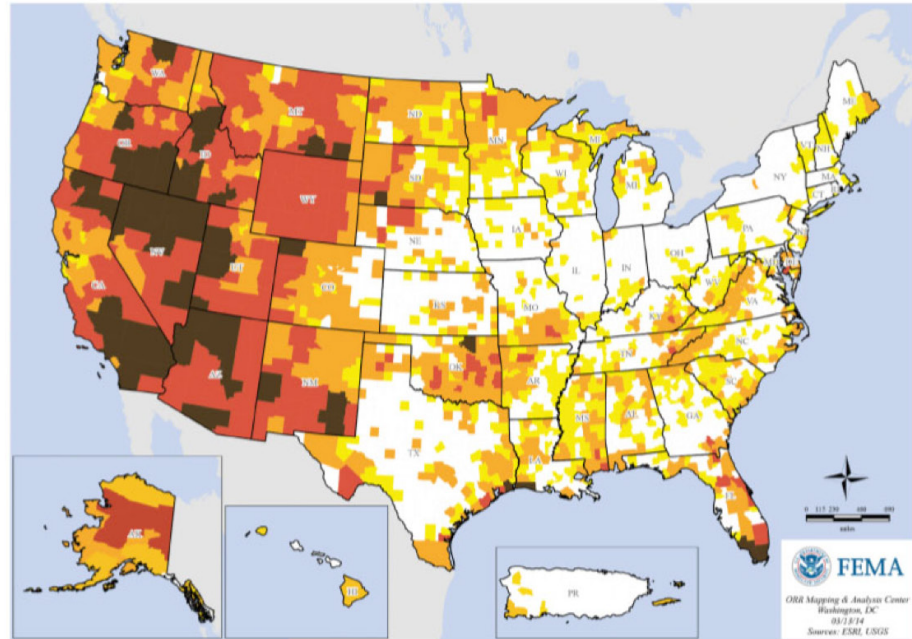 WA
MT
ND
MN
ME
OR
ID
SD
WI
MI
VT
NH
WY
NY
MA
MI
CT
NE
IA
PA
NJ
NV
UT
IL
IN
OH
CO
WV
CA
KS
MO
KY
VA
TN
NC
AZ
NM
OK
AR
SC
MS
AL
GA
TX
LA
FL
AK
HI
PR
miles
FEMA
ORR Mapping & Analysis Center
Washington, DC
03/13/14
Sources: ESRI, USGS